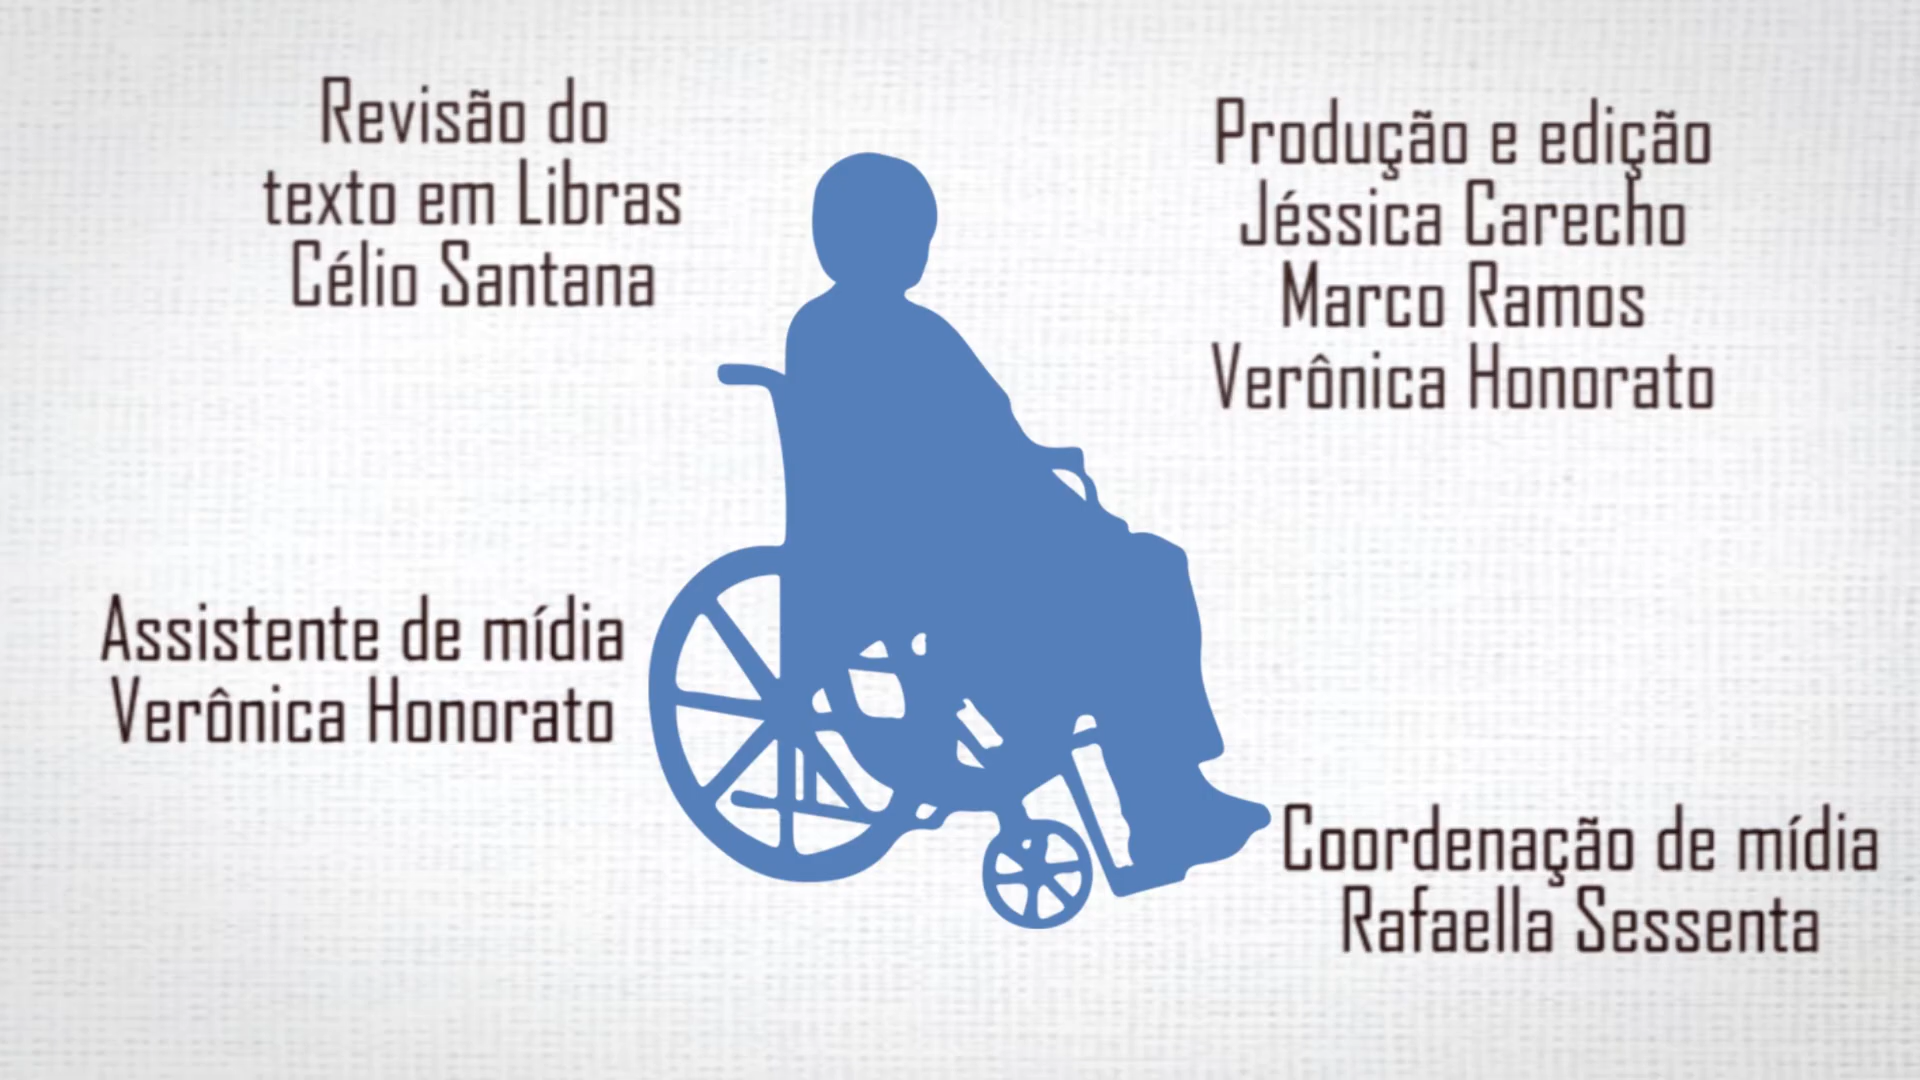 Revisão do
texto em Libras
Célio Santana
Produção e edição
Jéssica Carecho
Marco Ramos
Verônica Honorato
Assistente de mídia
Verônica Honorato
Coordenação de mídia
Rafaella Sessenta